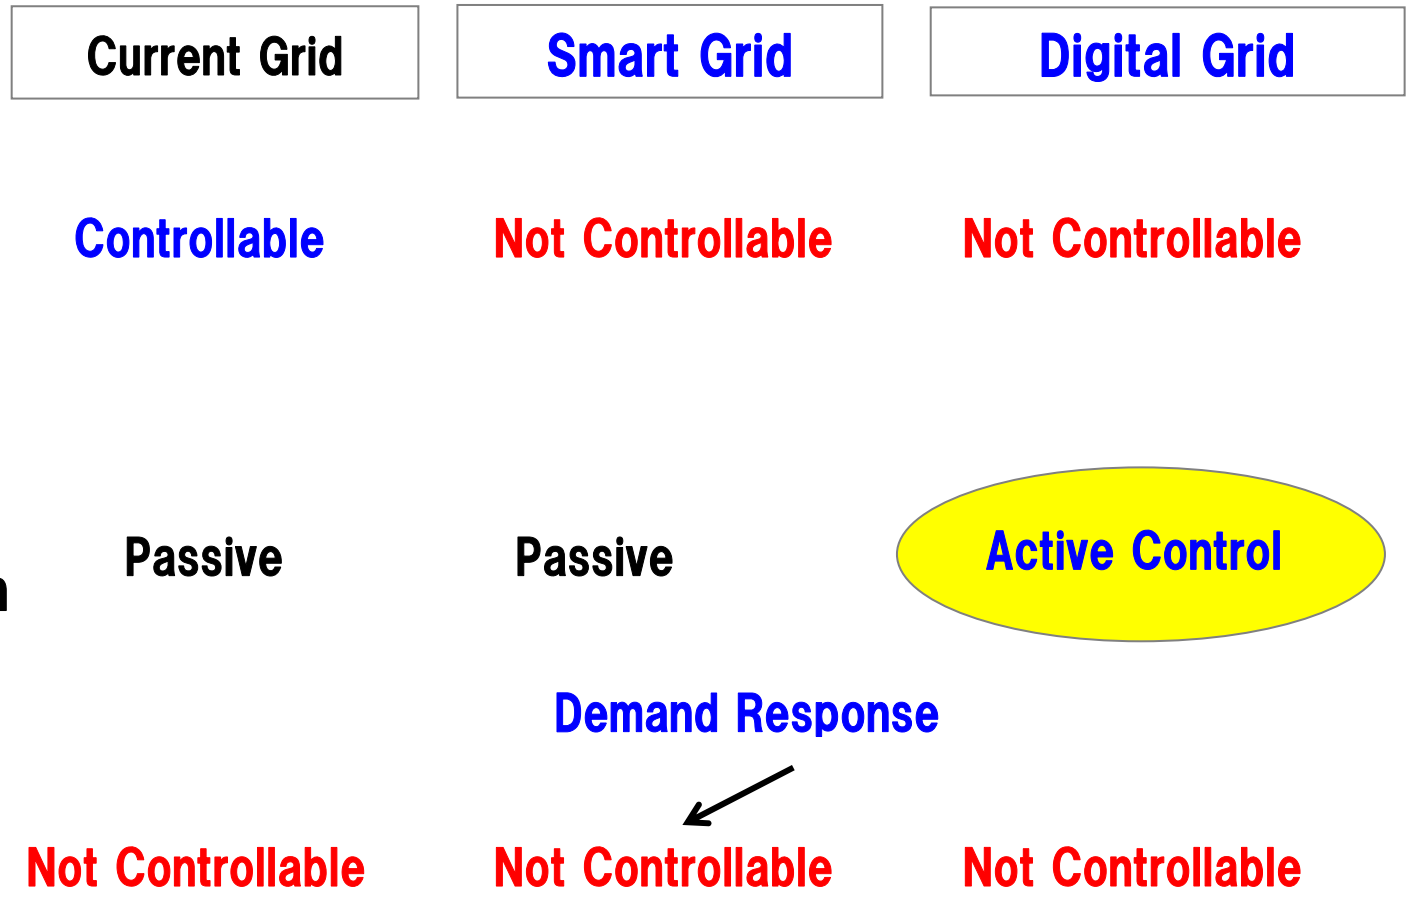 Current Grid
Smart Grid
Digital Grid
Controllable
Not Controllable
Not Controllable
Passive
Passive
Active Control
Demand Response
Not Controllable
Not Controllable
Not Controllable